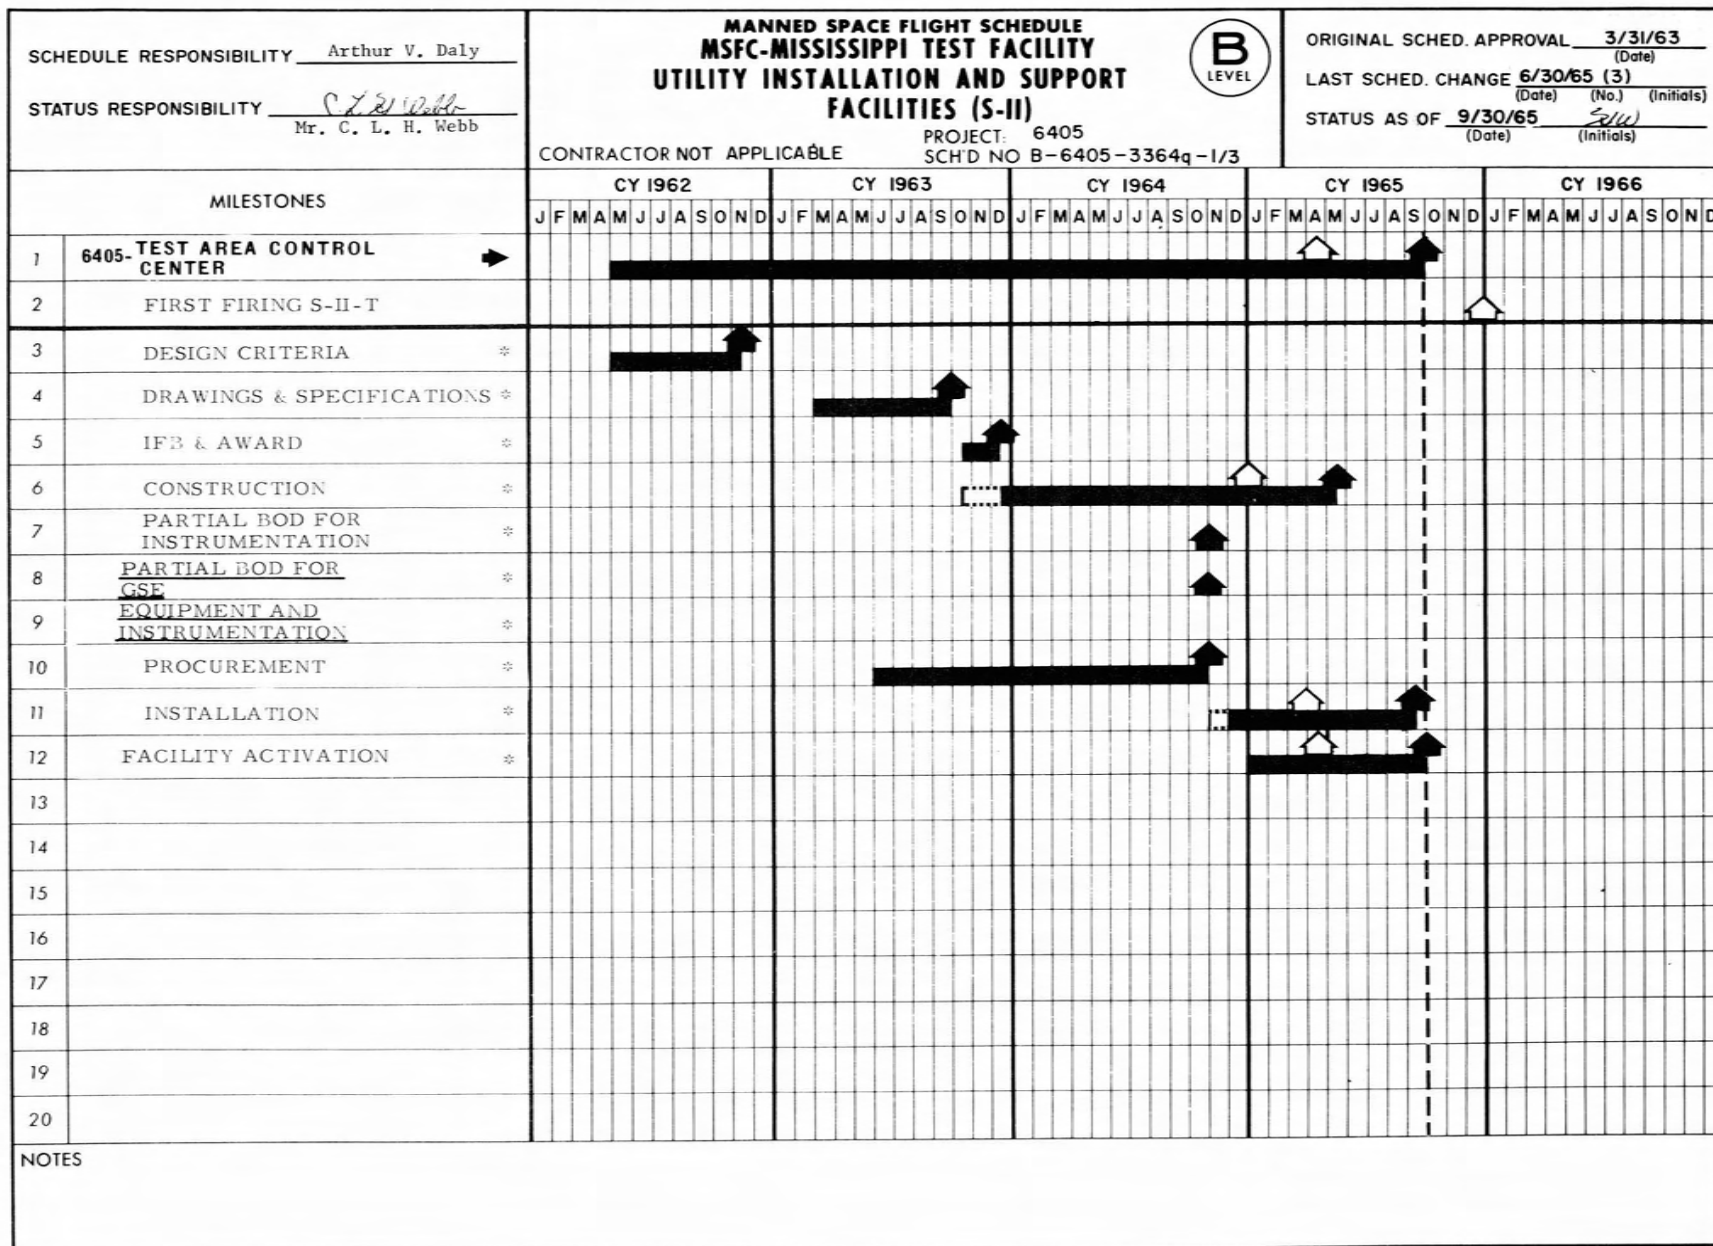 SCHEDULE RESPONSIBILITY Arthur V. Daly
STATUS RESPONSIBILITY C. L. H. Webb
Mr. C. L. H. Webb
MANNED SPACE FLIGHT SCHEDULE
MSFC-MISSISSIPPI TEST FACILITY
UTILITY INSTALLATION AND SUPPORT
FACILITIES (S-II)
PROJECT: 6405
CONTRACTOR NOT APPLICABLE SCH'D NO B-6405-3364q-1/3
B
LEVEL
ORIGINAL SCHED. APPROVAL 3/31/63
(Date)
LAST SCHED. CHANGE 6/30/65 (3)
(Date) (No.) (Initials)
STATUS AS OF 9/30/65
(Date) (Initials)
MILESTONES
CY 1962 CY 1963 CY 1964 CY 1965 CY 1966
J F M A M J J A S O N D J F M A M J J A S O N D J F M A M J J A S O N D J F M A M J J A S O N D J F M A M J J A S O N D
1 6405- TEST AREA CONTROL
CENTER
2 FIRST FIRING S-II-T
3 DESIGN CRITERIA *
4 DRAWINGS & SPECIFICATIONS *
5 IFB & AWARD *
6 CONSTRUCTION *
7 PARTIAL BOD FOR
INSTRUMENTATION *
8 PARTIAL BOD FOR
GSE *
9 EQUIPMENT AND
INSTRUMENTATION *
10 PROCUREMENT *
11 INSTALLATION *
12 FACILITY ACTIVATION *
13
14
15
16
17
18
19
20
NOTES